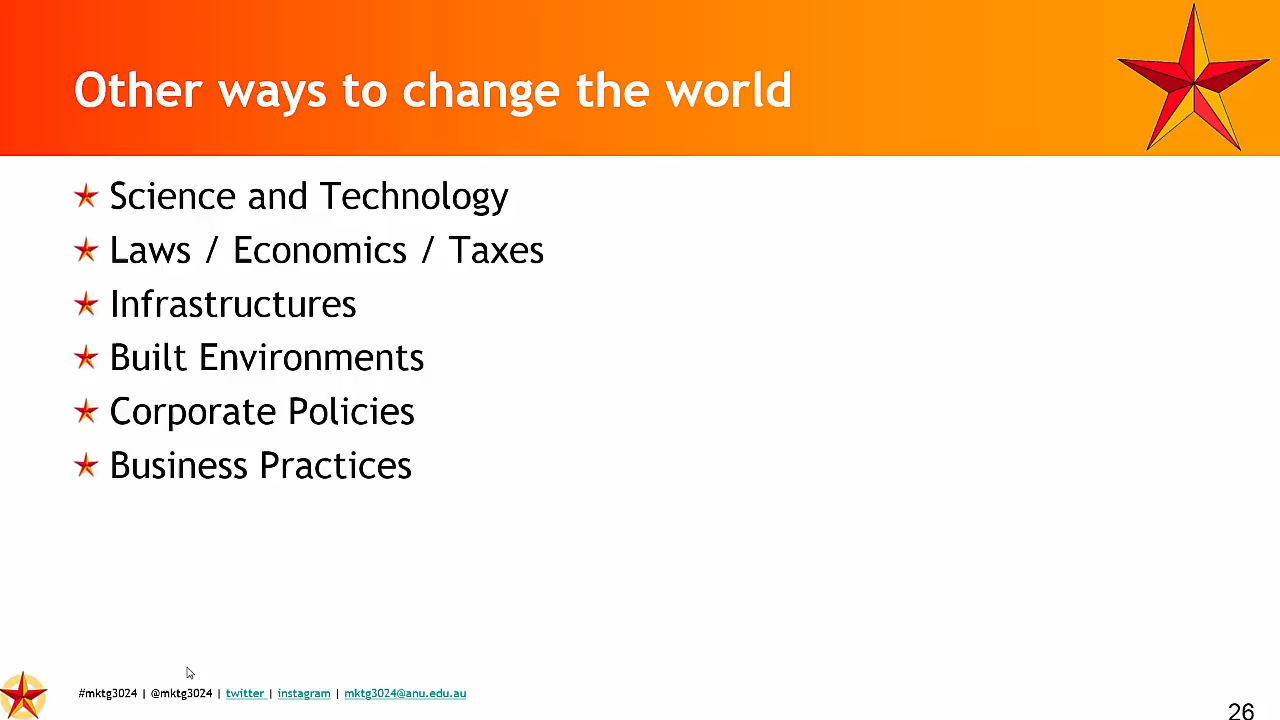 Other ways to change the world
Science and Technology
Laws / Economics / Taxes
Infrastructures
Built Environments
Corporate Policies
Business Practices
#mktg3024 | @mktg3024 | twitter | instagram | mktg3024@anu.edu.au
26